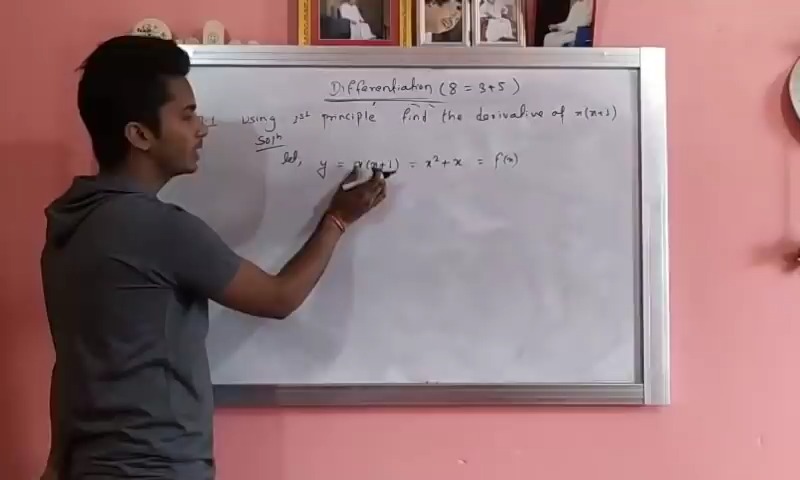 Differentiation (8 = 3+5)
Using 1st principle find the derivative of x(x+1)
Soln
let, y = x(x+1) = x² + x = f(x)